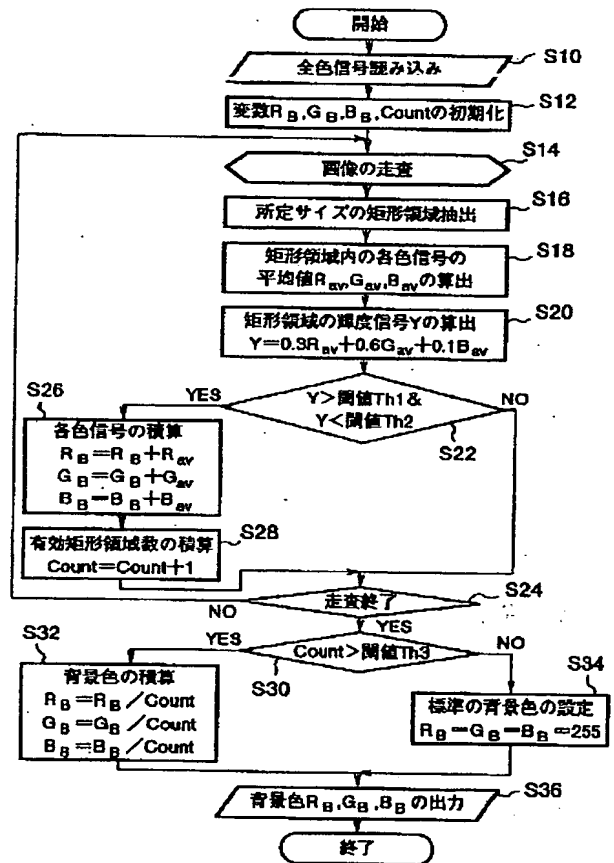 開始
全色信号読み込み
S10
変数R_B,G_B,B_B,Countの初期化
S12
画像の走査
S14
所定サイズの矩形領域抽出
S16
矩形領域内の各色信号の
平均値R_av,G_av,B_avの算出
S18
矩形領域の輝度信号Yの算出
Y=0.3R_av+0.6G_av+0.1B_av
S20
Y>閾値Th1&
Y<閾値Th2
S22
YES
NO
S26
各色信号の積算
R_B=R_B+R_av
G_B=G_B+G_av
B_B=B_B+B_av
S28
有効矩形領域数の積算
Count=Count+1
走査終了
S24
NO
YES
Count>閾値Th3
S30
YES
NO
S32
背景色の積算
R_B=R_B/Count
G_B=G_B/Count
B_B=B_B/Count
S34
標準の背景色の設定
R_B=G_B=B_B=255
背景色R_B,G_B,B_Bの出力
S36
終了